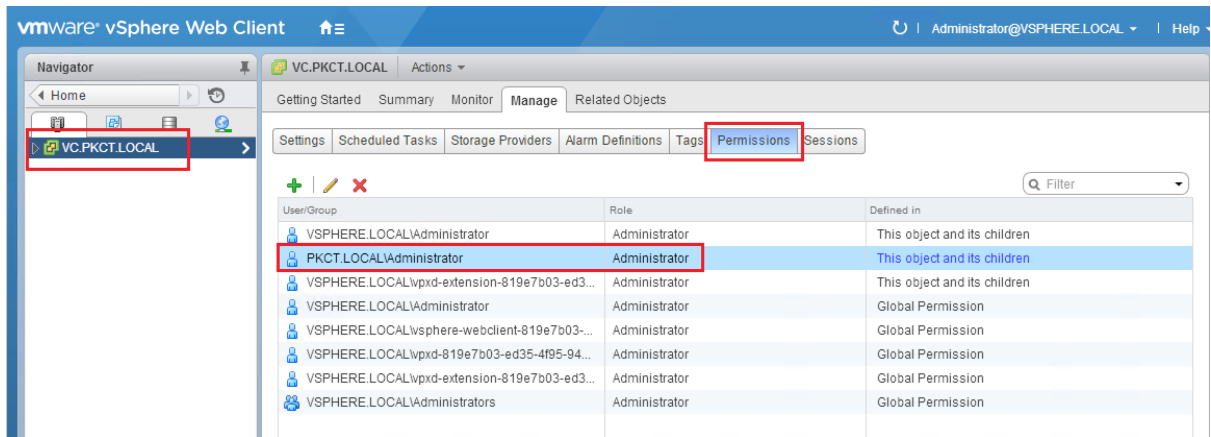 vmware® vSphere Web Client
Administrator@VSPHERE.LOCAL
Help
Navigator
Home
VC.PKCT.LOCAL
VC.PKCT.LOCAL Actions
Getting Started Summary Monitor Manage Related Objects
Settings Scheduled Tasks Storage Providers Alarm Definitions Tags Permissions Sessions
Filter
User/Group Role Defined in
VSPHERE.LOCAL\Administrator Administrator This object and its children
PKCT.LOCAL\Administrator Administrator This object and its children
VSPHERE.LOCAL\vpxd-extension-819e7b03-ed3... Administrator This object and its children
VSPHERE.LOCAL\Administrator Administrator Global Permission
VSPHERE.LOCAL\vsphere-webclient-819e7b03-... Administrator Global Permission
VSPHERE.LOCAL\vpxd-819e7b03-ed35-4f95-94... Administrator Global Permission
VSPHERE.LOCAL\vpxd-extension-819e7b03-ed3... Administrator Global Permission
VSPHERE.LOCAL\Administrators Administrator Global Permission